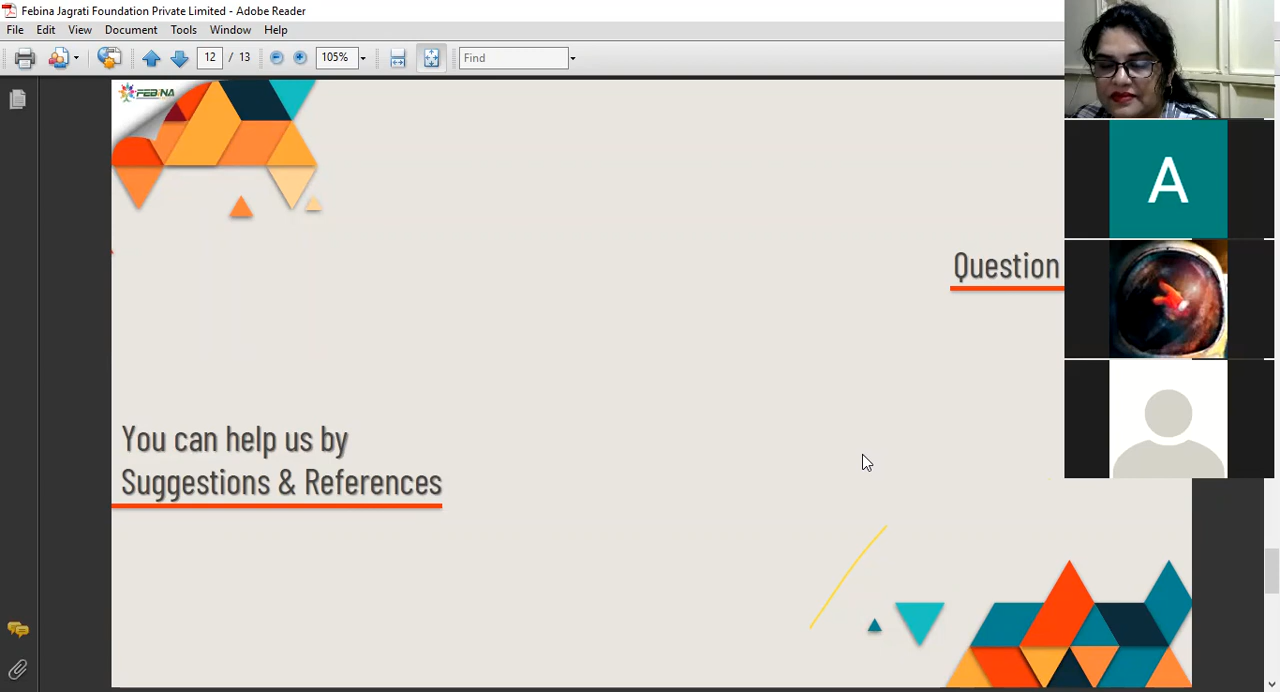 Febina Jagrati Foundation Private Limited - Adobe Reader
File Edit View Document Tools Window Help
12 / 13 105% Find
FEBINA
A
Question
You can help us by
Suggestions & References